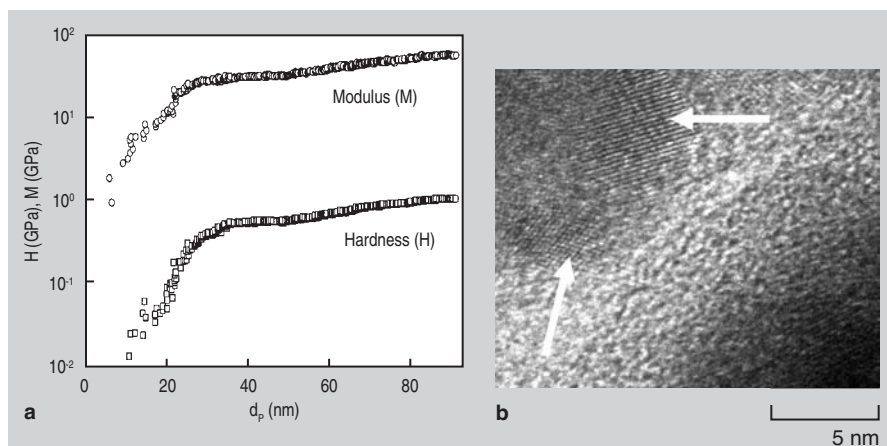 10²
10¹
10⁰
10⁻¹
10⁻²
H (GPa), M (GPa)
Modulus (M)
Hardness (H)
0
20
40
60
80
dₚ (nm)
a
b
5 nm